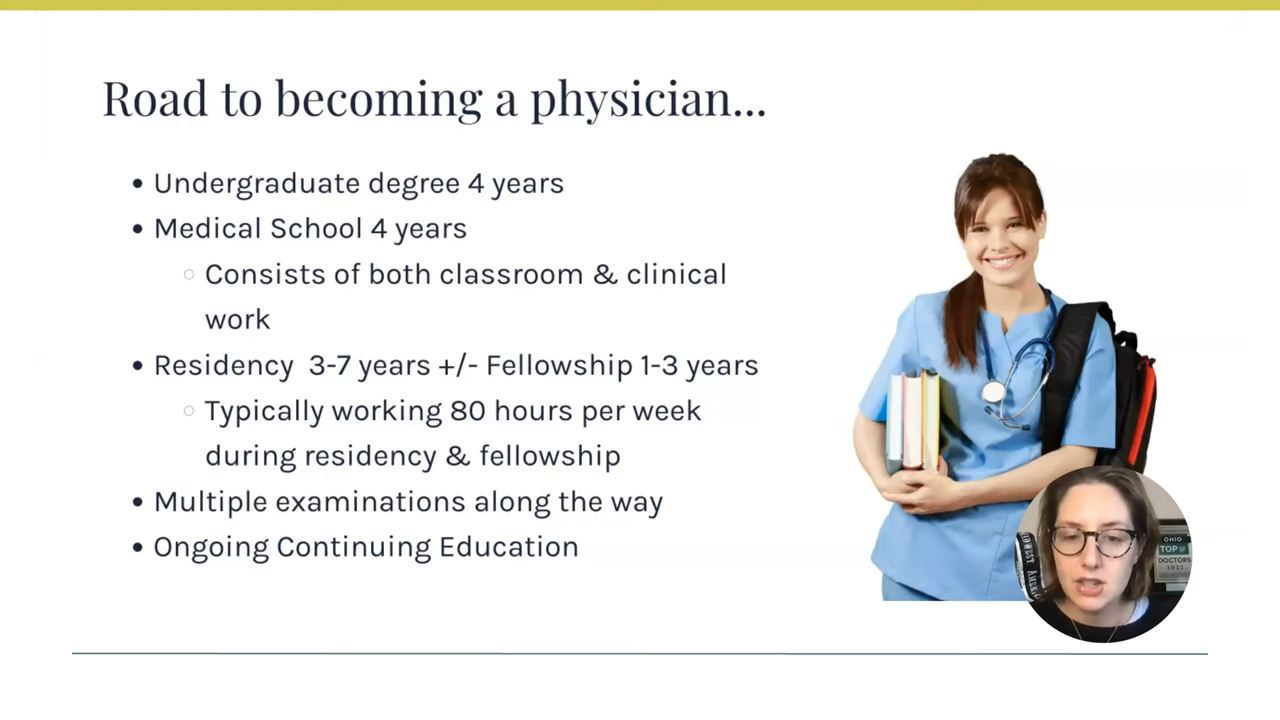 Road to becoming a physician...
• Undergraduate degree 4 years
• Medical School 4 years
○ Consists of both classroom & clinical
work
• Residency  3-7 years +/- Fellowship 1-3 years
○ Typically working 80 hours per week
during residency & fellowship
• Multiple examinations along the way
• Ongoing Continuing Education
OHIO
TOP
DOCTORS